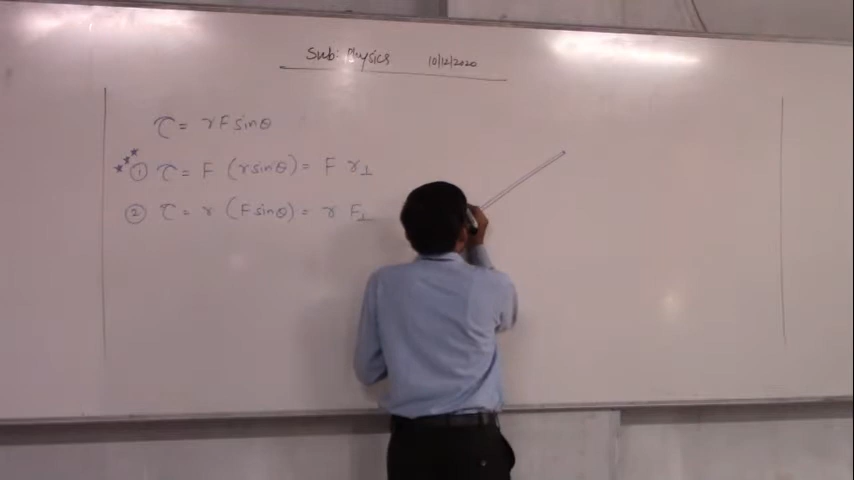 Sub: Physics 10/12/2020
τ = rF sinθ
*** ① τ = F (r sinθ) = F r⊥
② τ = r (F sinθ) = r F⊥